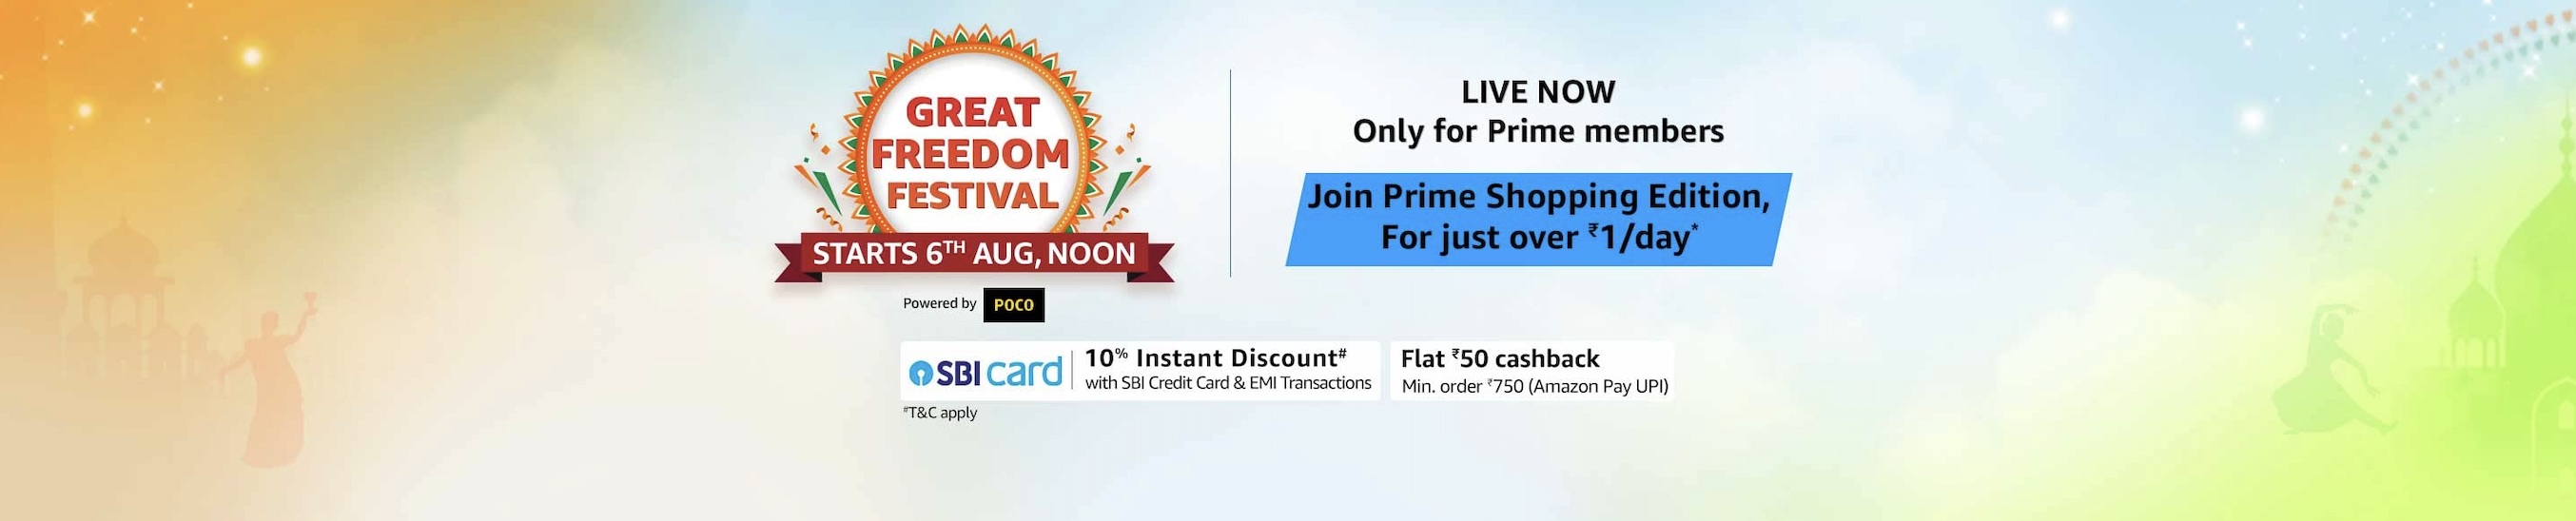 GREAT
FREEDOM
FESTIVAL
STARTS 6TH AUG, NOON
Powered by POCO
LIVE NOW
Only for Prime members
Join Prime Shopping Edition,
For just over ₹1/day*
SBI card
10% Instant Discount#
with SBI Credit Card & EMI Transactions
Flat ₹50 cashback
Min. order ₹750 (Amazon Pay UPI)
#T&C apply